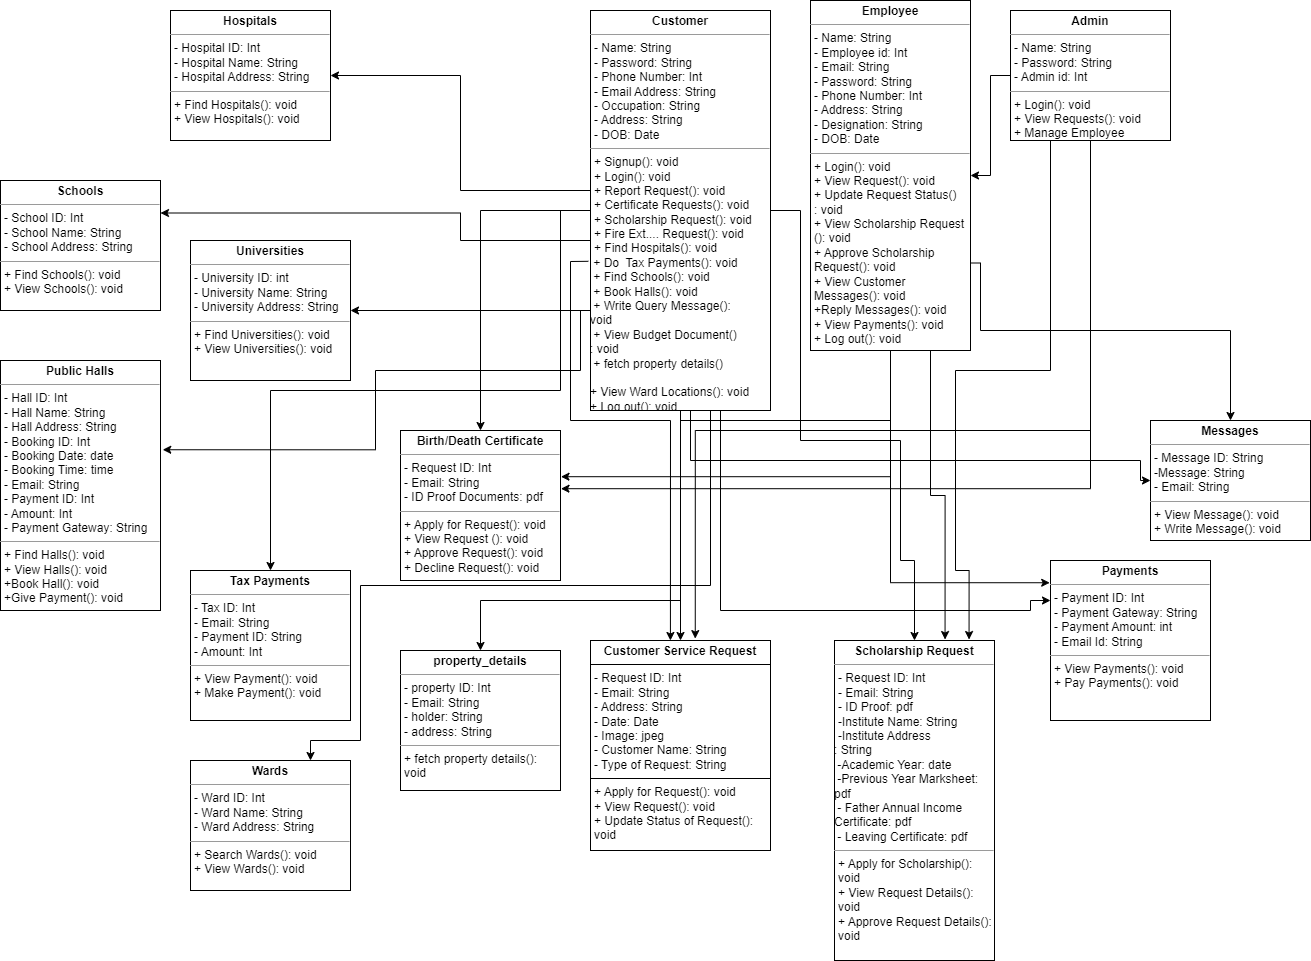 Hospitals
- Hospital ID: Int
- Hospital Name: String
- Hospital Address: String
+ Find Hospitals(): void
+ View Hospitals(): void
Customer
- Name: String
- Password: String
- Phone Number: Int
- Email Address: String
- Occupation: String
- Address: String
- DOB: Date
+ Signup(): void
+ Login(): void
+ Report Request(): void
+ Certificate Requests(): void
+ Scholarship Request(): void
+ Fire Ext.... Request(): void
+ Find Hospitals(): void
+ Do  Tax Payments(): void
+ Find Schools(): void
+ Book Halls(): void
+ Write Query Message():
void
+ View Budget Document()
: void
+ fetch property details()
+ View Ward Locations(): void
+ Log out(): void
Employee
- Name: String
- Employee id: Int
- Email: String
- Password: String
- Phone Number: Int
- Address: String
- Designation: String
- DOB: Date
+ Login(): void
+ View Request(): void
+ Update Request Status()
: void
+ View Scholarship Request
(): void
+ Approve Scholarship
Request(): void
+ View Customer
Messages(): void
+Reply Messages(): void
+ View Payments(): void
+ Log out(): void
Admin
- Name: String
- Password: String
- Admin id: Int
+ Login(): void
+ View Requests(): void
+ Manage Employee
Schools
- School ID: Int
- School Name: String
- School Address: String
+ Find Schools(): void
+ View Schools(): void
Universities
- University ID: int
- University Name: String
- University Address: String
+ Find Universities(): void
+ View Universities(): void
Public Halls
- Hall ID: Int
- Hall Name: String
- Hall Address: String
- Booking ID: Int
- Booking Date: date
- Booking Time: time
- Email: String
- Payment ID: Int
- Amount: Int
- Payment Gateway: String
+ Find Halls(): void
+ View Halls(): void
+Book Hall(): void
+Give Payment(): void
Birth/Death Certificate
- Request ID: Int
- Email: String
- ID Proof Documents: pdf
+ Apply for Request(): void
+ View Request (): void
+ Approve Request(): void
+ Decline Request(): void
Messages
- Message ID: String
-Message: String
- Email: String
+ View Message(): void
+ Write Message(): void
Tax Payments
- Tax ID: Int
- Email: String
- Payment ID: String
- Amount: Int
+ View Payment(): void
+ Make Payment(): void
Payments
- Payment ID: Int
- Payment Gateway: String
- Payment Amount: int
- Email Id: String
+ View Payments(): void
+ Pay Payments(): void
property_details
- property ID: Int
- Email: String
- holder: String
- address: String
+ fetch property details():
void
Customer Service Request
- Request ID: Int
- Email: String
- Address: String
- Date: Date
- Image: jpeg
- Customer Name: String
- Type of Request: String
+ Apply for Request(): void
+ View Request(): void
+ Update Status of Request():
void
Scholarship Request
- Request ID: Int
- Email: String
- ID Proof: pdf
-Institute Name: String
-Institute Address
: String
-Academic Year: date
-Previous Year Marksheet:
pdf
- Father Annual Income
Certificate: pdf
- Leaving Certificate: pdf
+ Apply for Scholarship():
void
+ View Request Details():
void
+ Approve Request Details():
void
Wards
- Ward ID: Int
- Ward Name: String
- Ward Address: String
+ Search Wards(): void
+ View Wards(): void